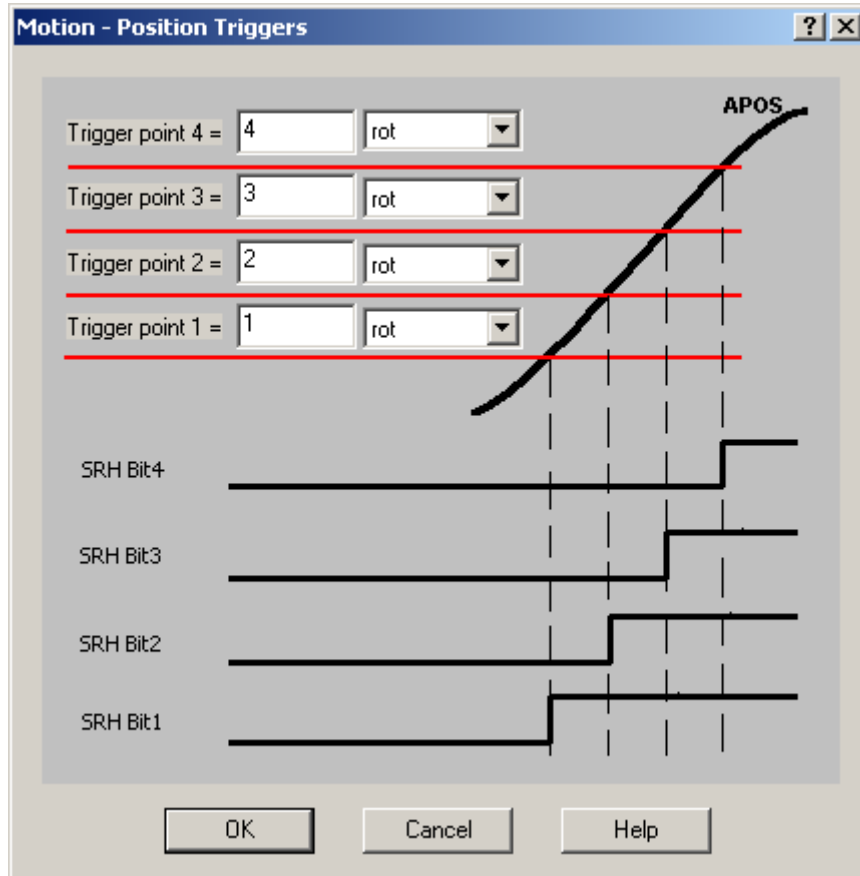 Motion - Position Triggers
APOS
Trigger point 4 = 4 rot
Trigger point 3 = 3 rot
Trigger point 2 = 2 rot
Trigger point 1 = 1 rot
SRH Bit4
SRH Bit3
SRH Bit2
SRH Bit1
OK Cancel Help